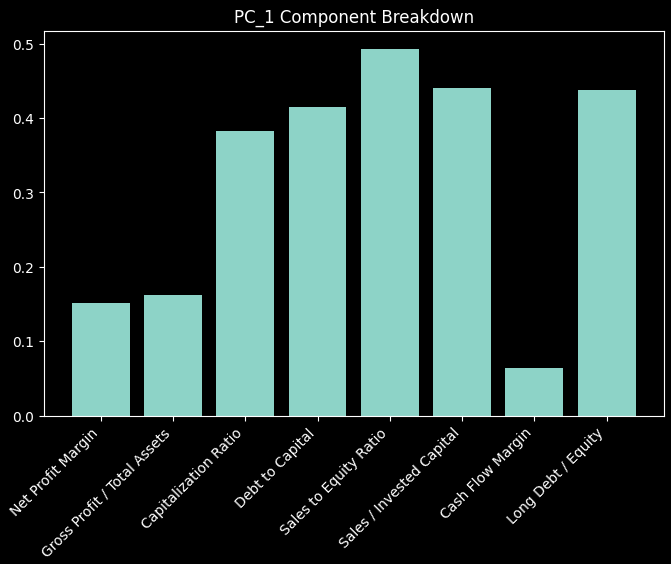 PC_1 Component Breakdown
0.5
0.4
0.3
0.2
0.1
0.0
Net Profit Margin
Gross Profit / Total Assets
Capitalization Ratio
Debt to Capital
Sales to Equity Ratio
Sales / Invested Capital
Cash Flow Margin
Long Debt / Equity